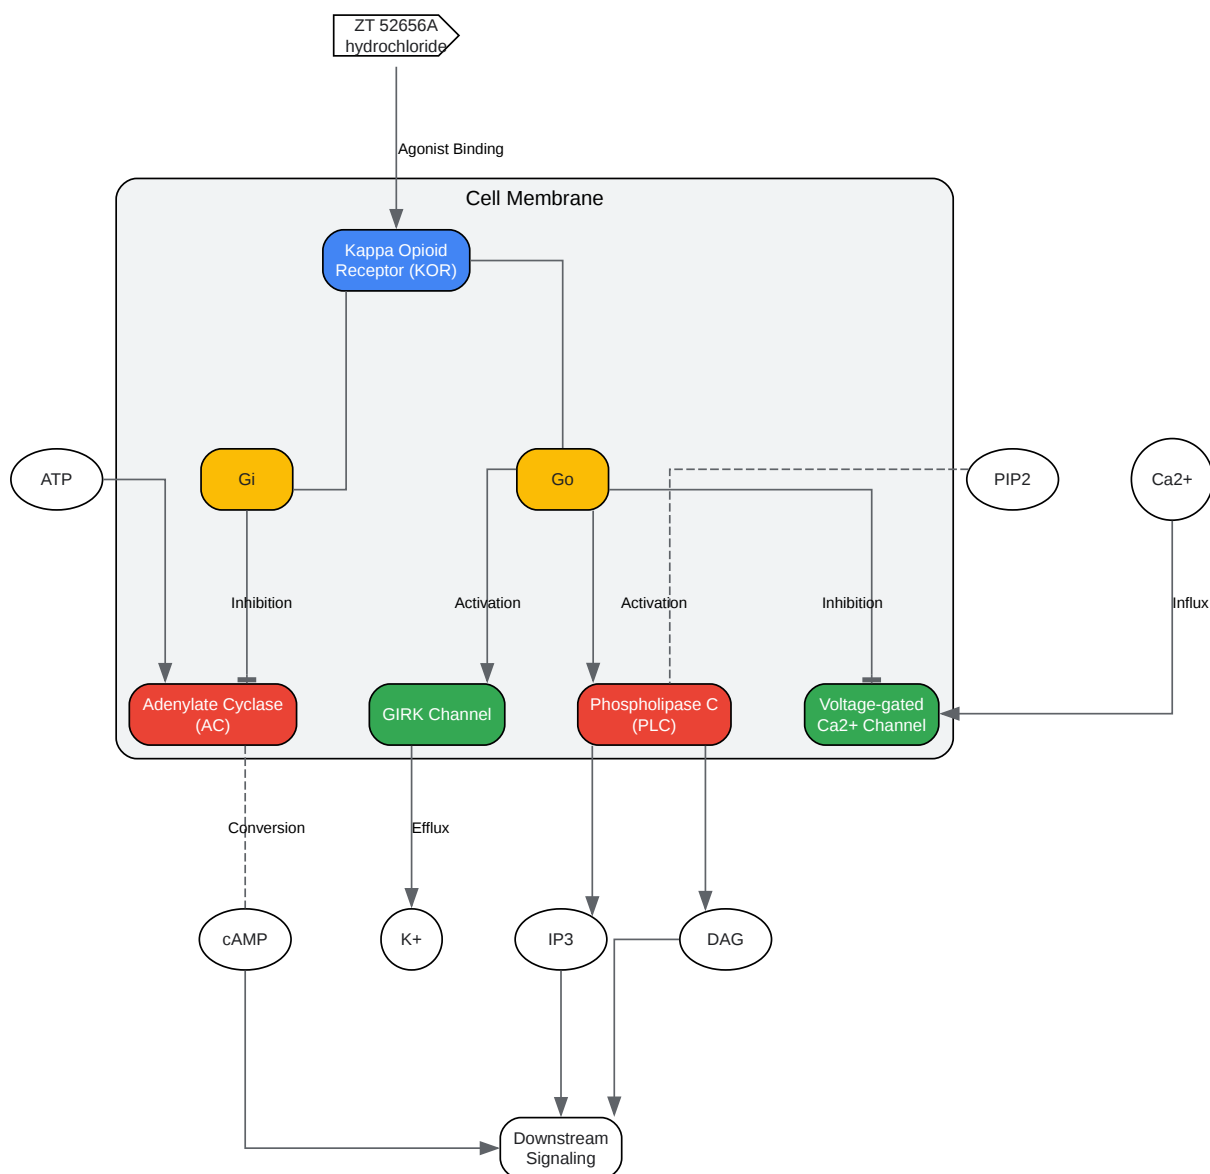 ZT 52656A
hydrochloride
Agonist Binding
Cell Membrane
Kappa Opioid
Receptor (KOR)
ATP
Gi
Go
PIP2
Ca2+
Inhibition
Activation
Activation
Inhibition
Influx
Adenylate Cyclase
(AC)
GIRK Channel
Phospholipase C
(PLC)
Voltage-gated
Ca2+ Channel
Conversion
Efflux
cAMP
K+
IP3
DAG
Downstream
Signaling